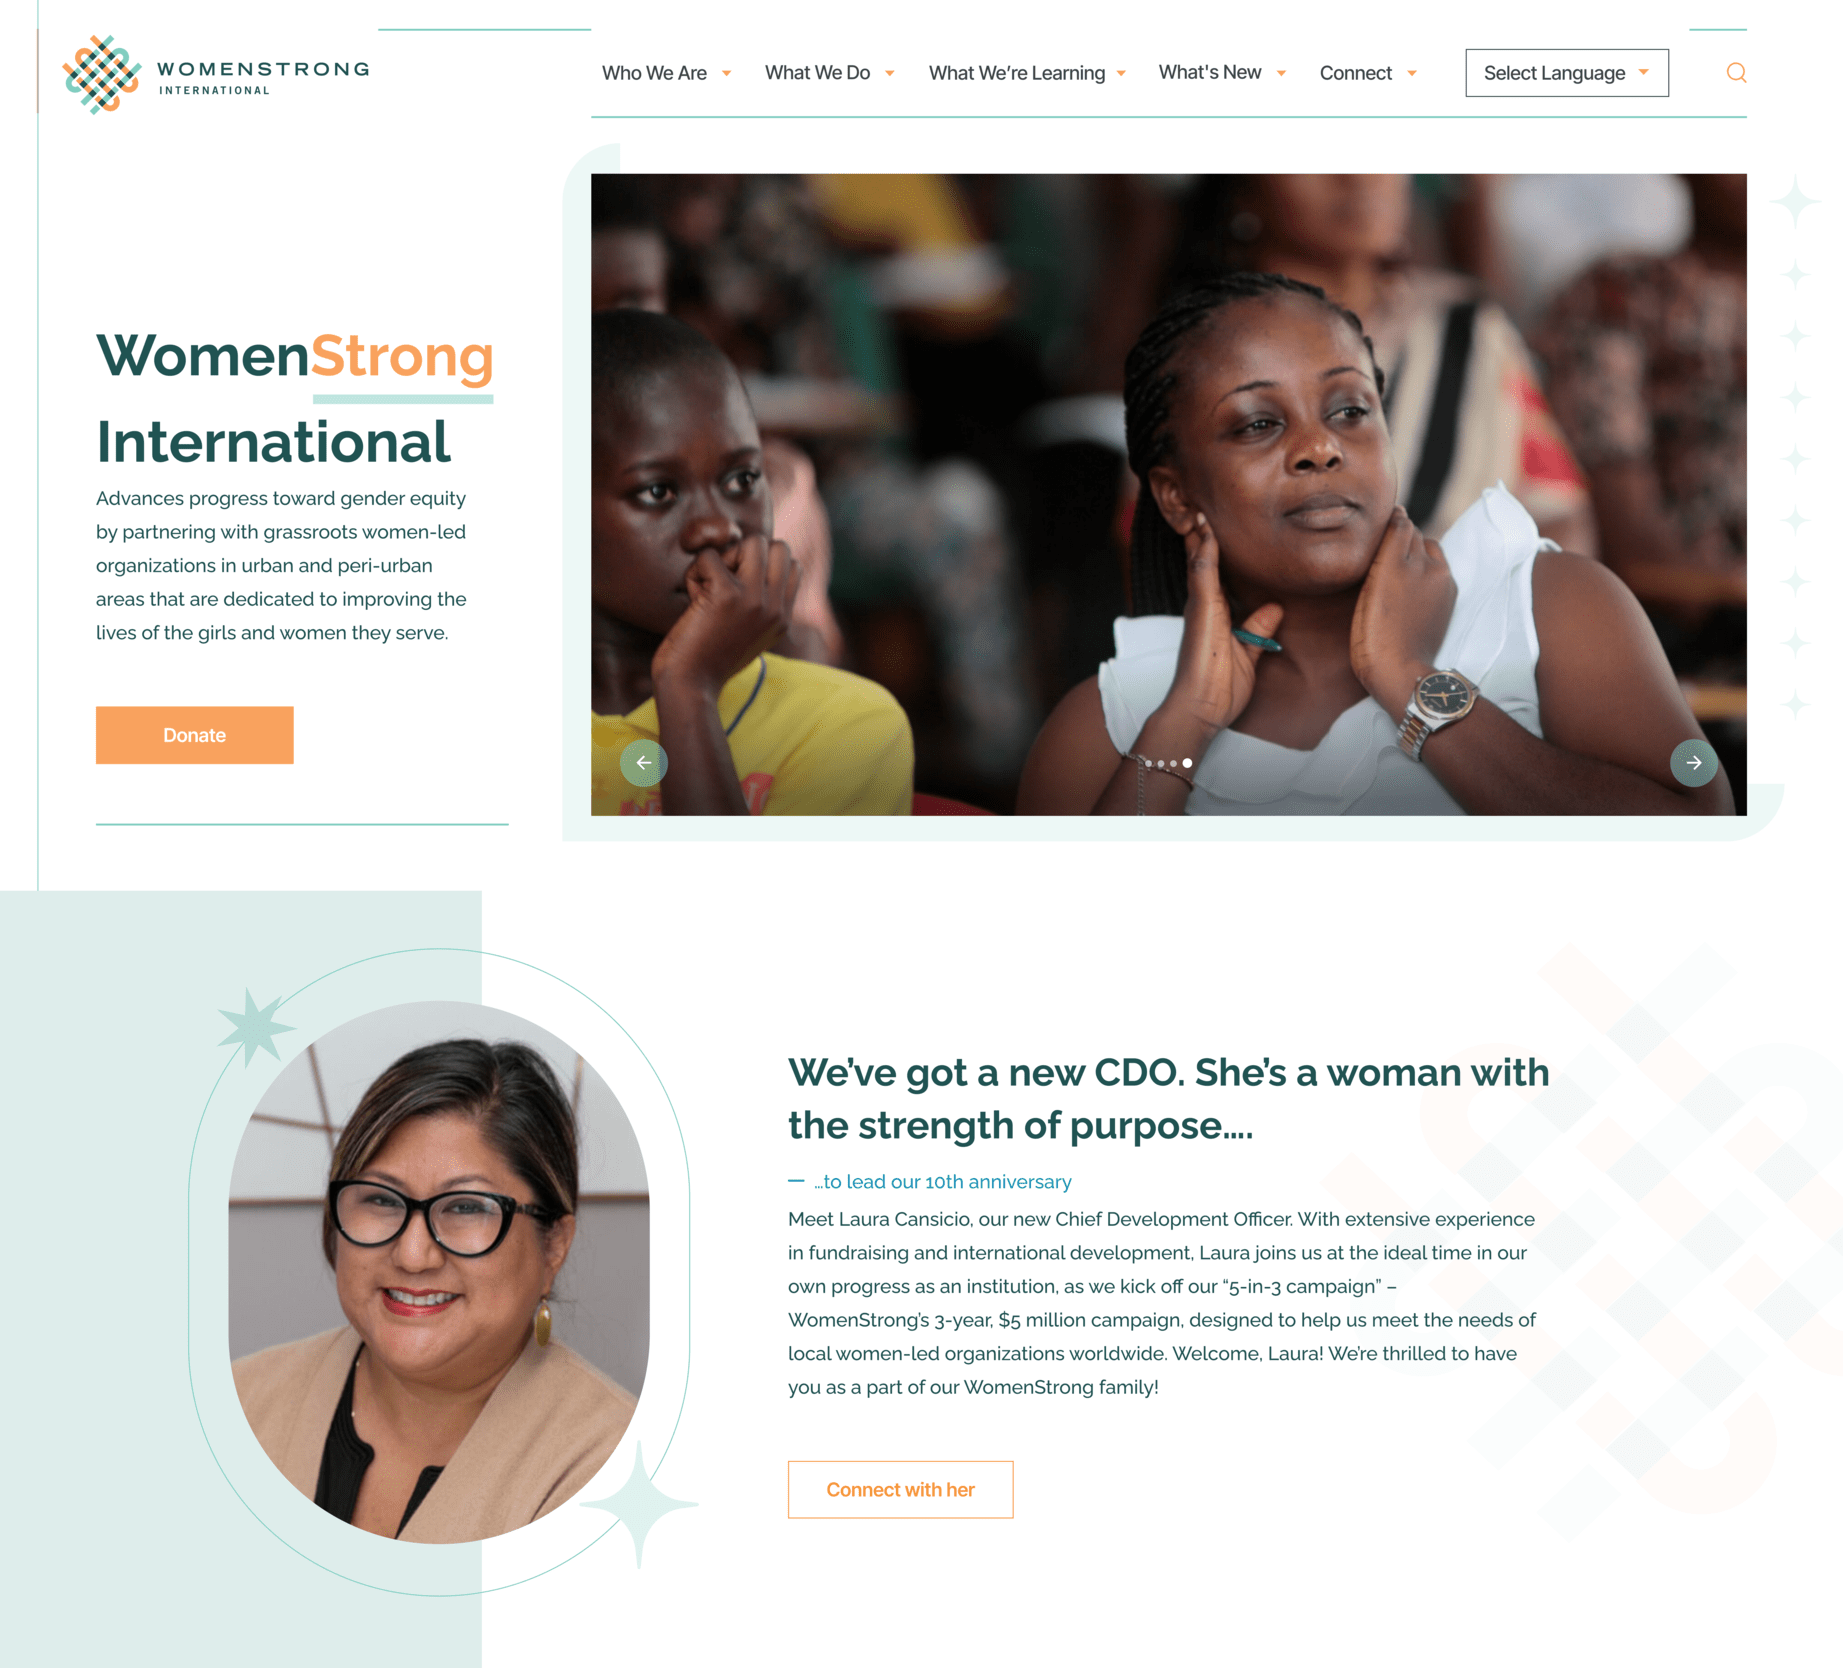 WOMENSTRONG
INTERNATIONAL
Who We Are
What We Do
What We’re Learning
What's New
Connect
Select Language
WomenStrong
International
Advances progress toward gender equity
by partnering with grassroots women-led
organizations in urban and peri-urban
areas that are dedicated to improving the
lives of the girls and women they serve.
Donate
We’ve got a new CDO. She’s a woman with
the strength of purpose....
...to lead our 10th anniversary
Meet Laura Cansicio, our new Chief Development Officer. With extensive experience
in fundraising and international development, Laura joins us at the ideal time in our
own progress as an institution, as we kick off our “5-in-3 campaign” –
WomenStrong’s 3-year, $5 million campaign, designed to help us meet the needs of
local women-led organizations worldwide. Welcome, Laura! We’re thrilled to have
you as a part of our WomenStrong family!
Connect with her